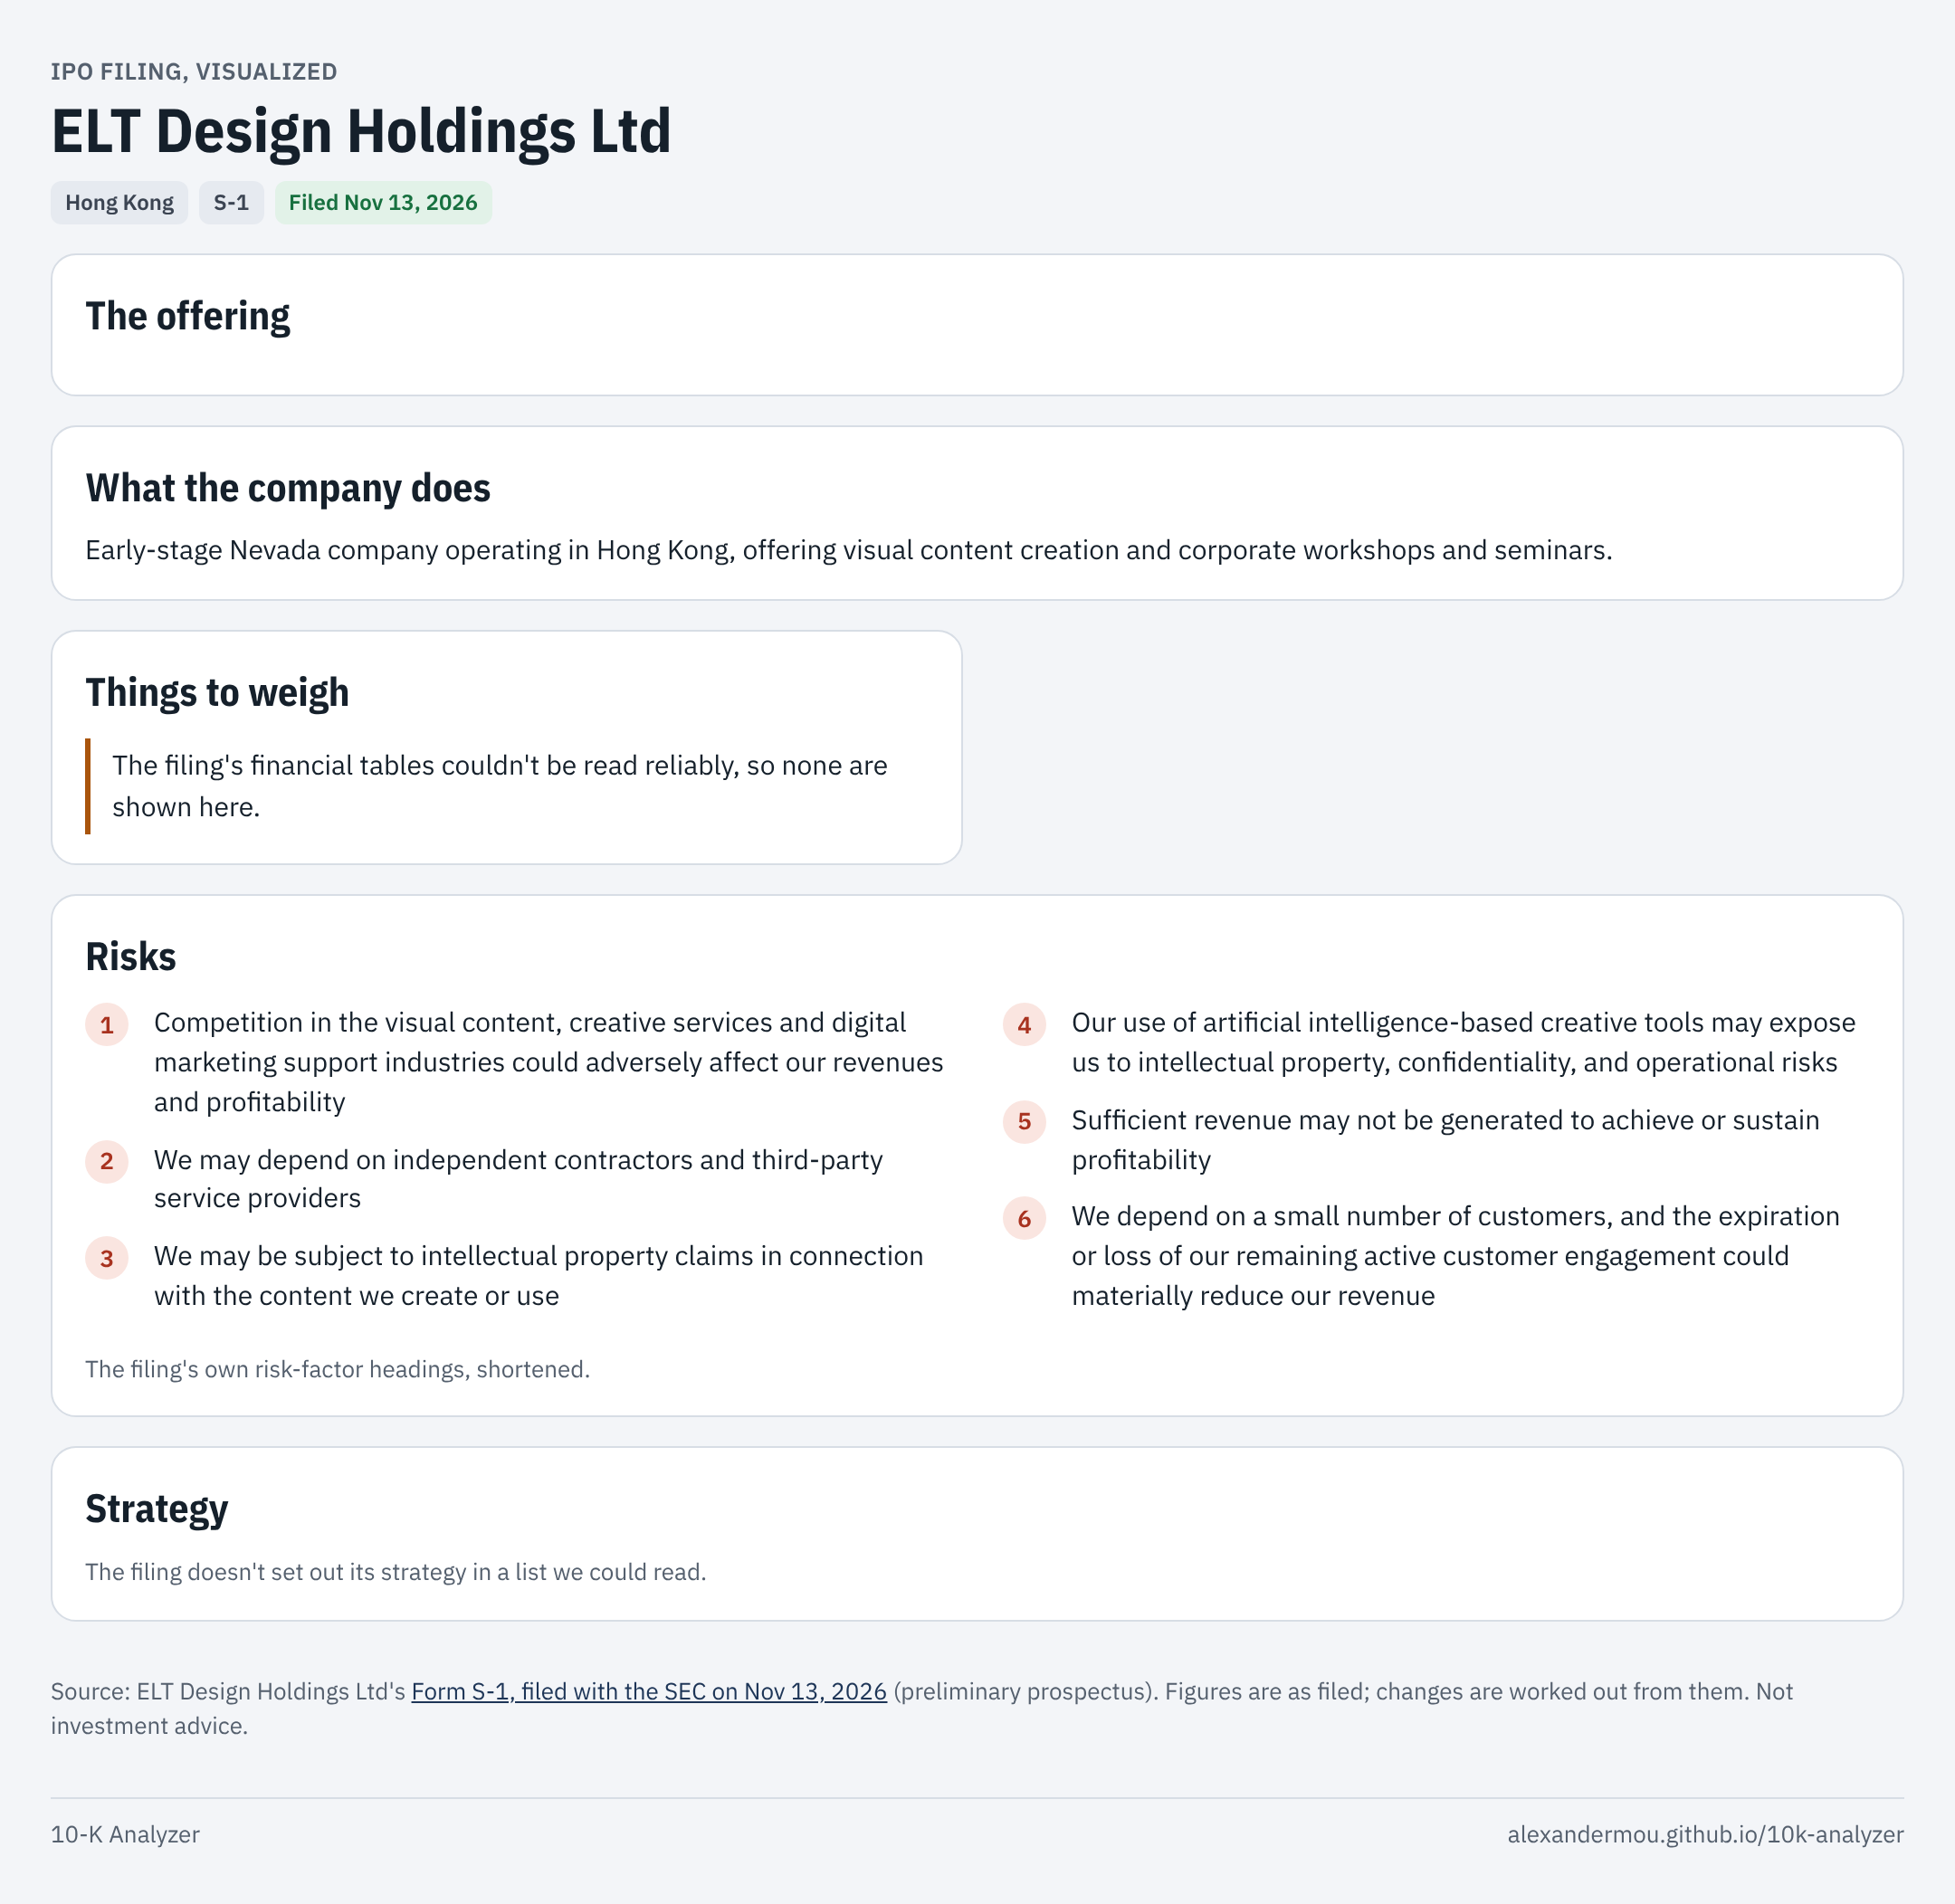 IPO FILING, VISUALIZED
ELT Design Holdings Ltd
Hong Kong S-1 Filed Nov 13, 2026
The offering
What the company does
Early-stage Nevada company operating in Hong Kong, offering visual content creation and corporate workshops and seminars.
Things to weigh
The filing's financial tables couldn't be read reliably, so none are
shown here.
Risks
1 Competition in the visual content, creative services and digital
marketing support industries could adversely affect our revenues
and profitability
2 We may depend on independent contractors and third-party
service providers
3 We may be subject to intellectual property claims in connection
with the content we create or use
4 Our use of artificial intelligence-based creative tools may expose
us to intellectual property, confidentiality, and operational risks
5 Sufficient revenue may not be generated to achieve or sustain
profitability
6 We depend on a small number of customers, and the expiration
or loss of our remaining active customer engagement could
materially reduce our revenue
The filing's own risk-factor headings, shortened.
Strategy
The filing doesn't set out its strategy in a list we could read.
Source: ELT Design Holdings Ltd's Form S-1, filed with the SEC on Nov 13, 2026 (preliminary prospectus). Figures are as filed; changes are worked out from them. Not
investment advice.
10-K Analyzer
alexandermou.github.io/10k-analyzer